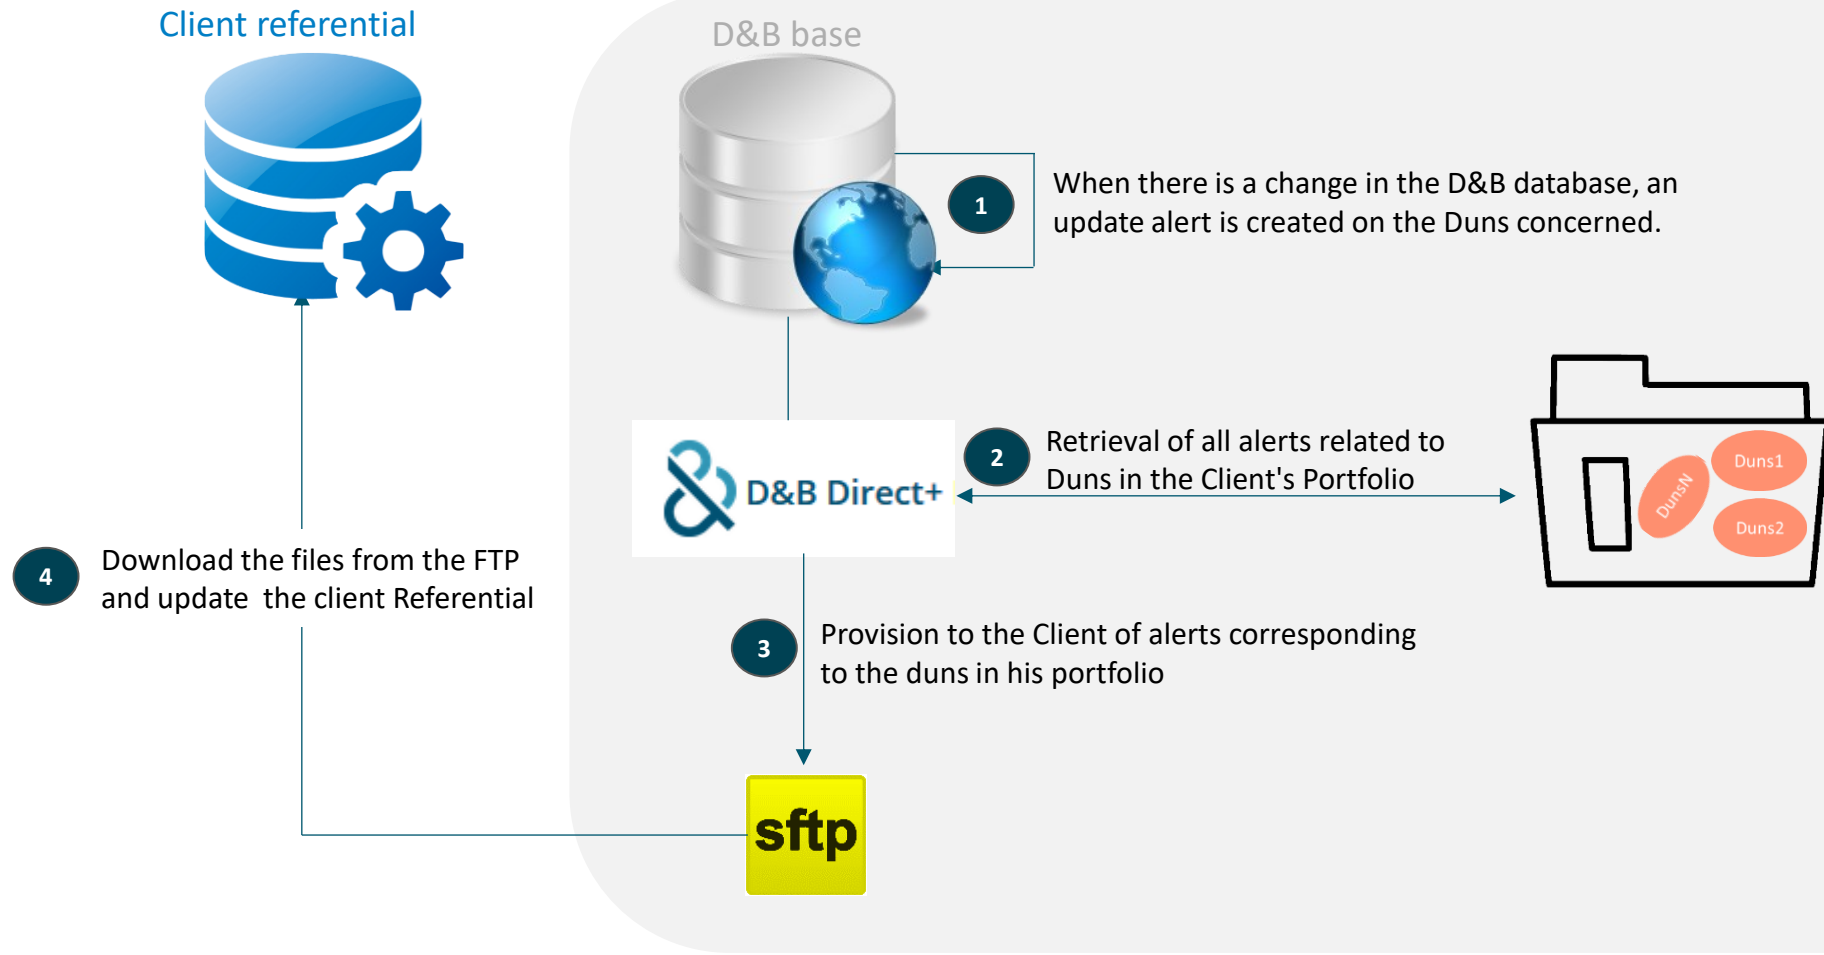 Client referential
D&B base
1
When there is a change in the D&B database, an
update alert is created on the Duns concerned.
2
Retrieval of all alerts related to
Duns in the Client's Portfolio
D&B Direct+
Duns1
DunsN
Duns2
4
Download the files from the FTP
and update  the client Referential
3
Provision to the Client of alerts corresponding
to the duns in his portfolio
sftp